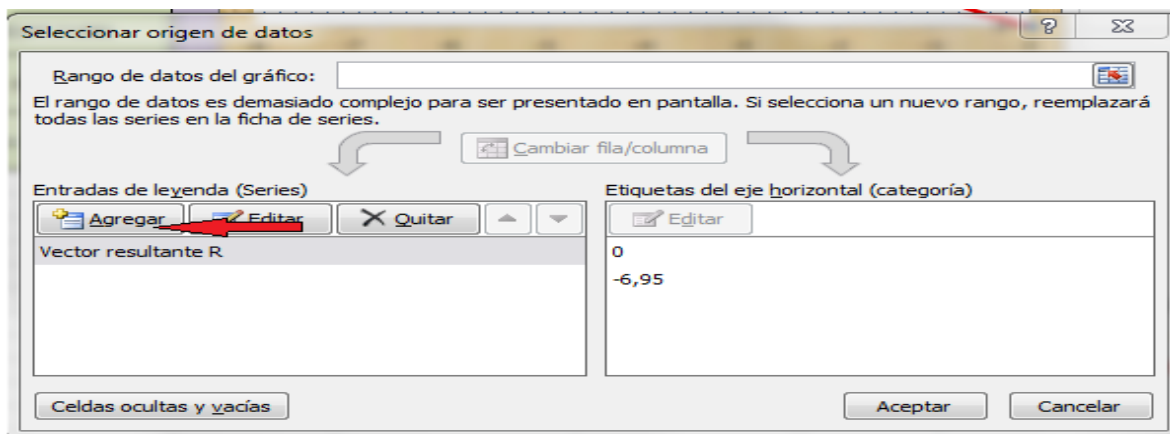 Seleccionar origen de datos
Rango de datos del gráfico:
El rango de datos es demasiado complejo para ser presentado en pantalla. Si selecciona un nuevo rango, reemplazará
todas las series en la ficha de series.
Cambiar fila/columna
Entradas de leyenda (Series)
Agregar Editar Quitar
Vector resultante R
Etiquetas del eje horizontal (categoría)
Editar
0
-6,95
Celdas ocultas y vacías
Aceptar Cancelar